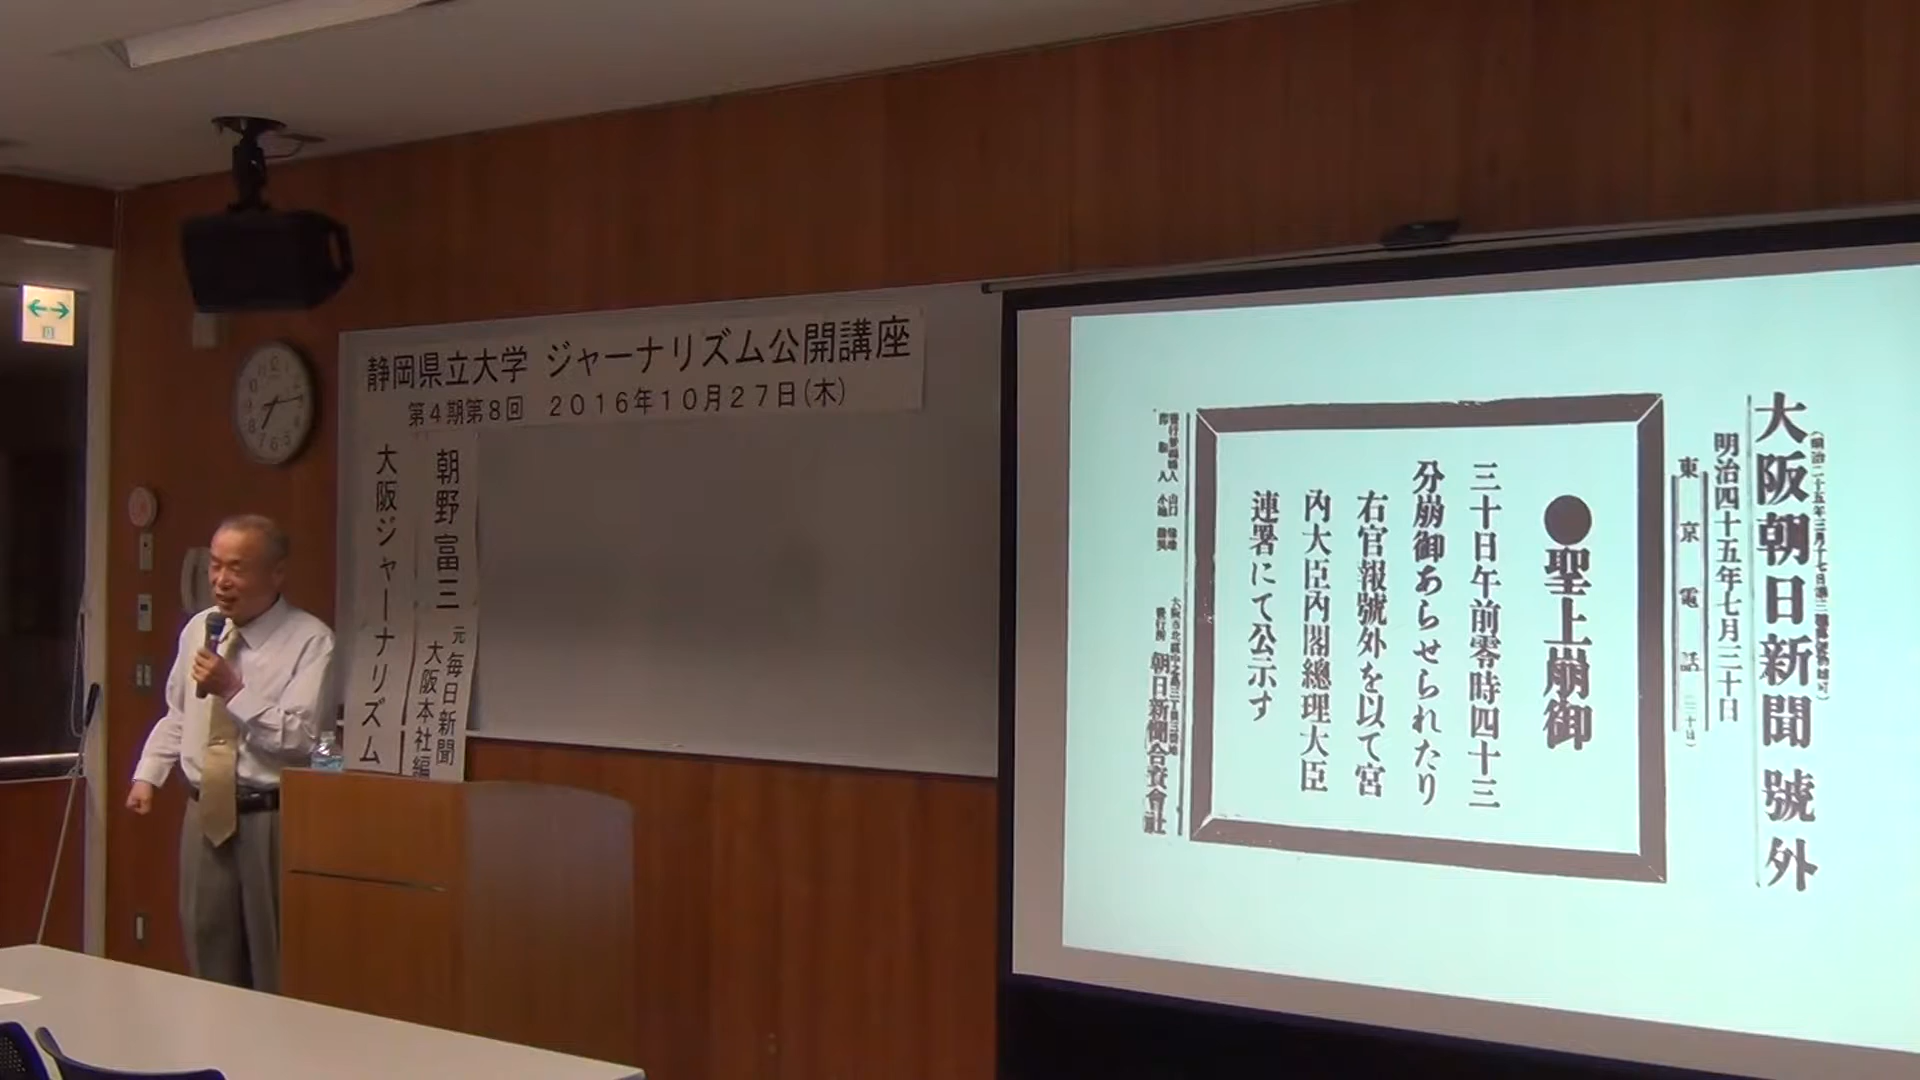 静岡県立大学 ジャーナリズム公開講座
第4期第8回 2016年10月27日(木)
朝野富三 元毎日新聞
大阪本社編
大阪ジャーナリズム
大阪朝日新聞 號外
明治四十五年七月三十日
東京電話
●聖上崩御
三十日午前零時四十三
分崩御あらせられたり
右官報號外を以て宮
內大臣內閣總理大臣
連署にて公示す
朝日新聞合資會社